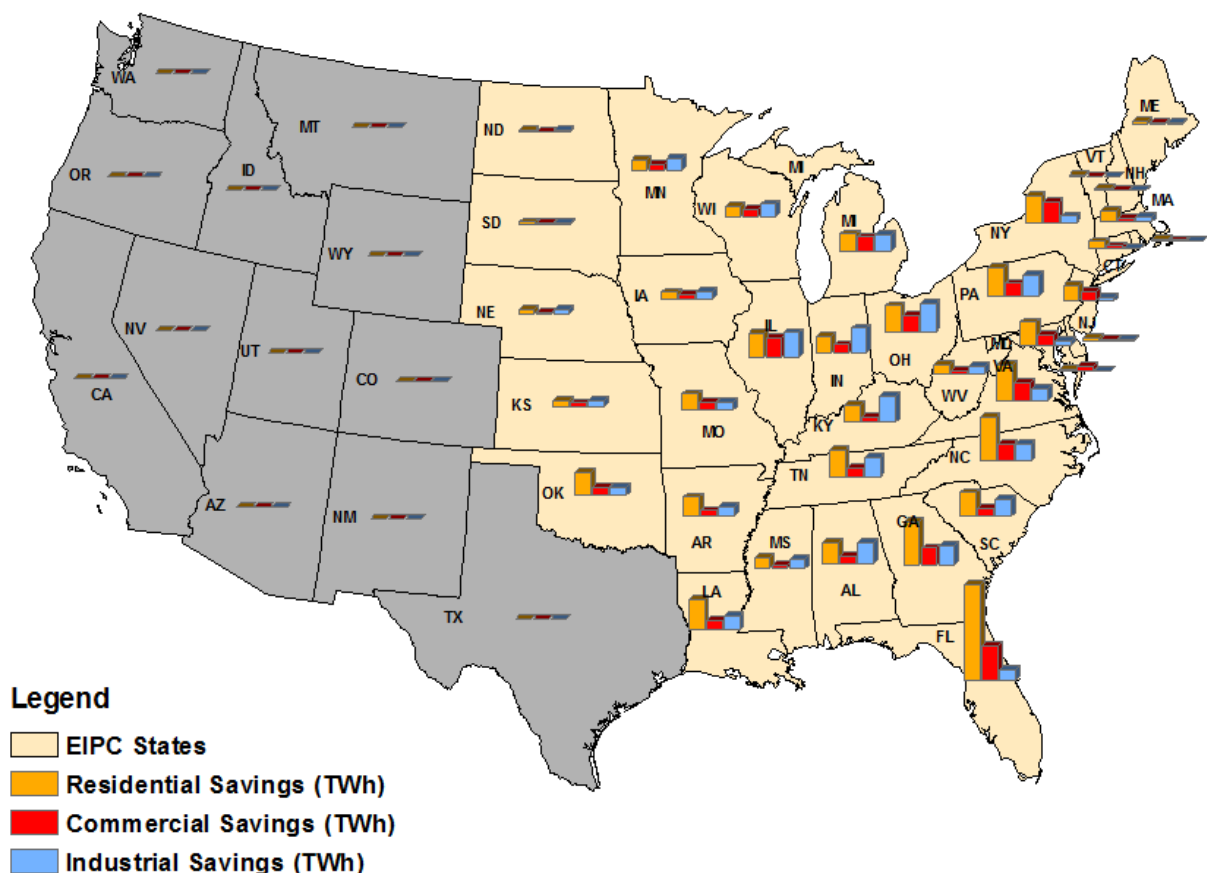 WA
MT
ND
ME
OR
ID
MN
MI
VT
NH
WI
MA
SD
MI
NY
WY
IA
CT
NE
PA
NV
IL
NJ
UT
OH
MD
CO
IN
VA
CA
KS
WV
MO
KY
NC
TN
OK
AZ
NM
AR
MS
GA
SC
LA
AL
TX
FL
Legend
EIPC States
Residential Savings (TWh)
Commercial Savings (TWh)
Industrial Savings (TWh)